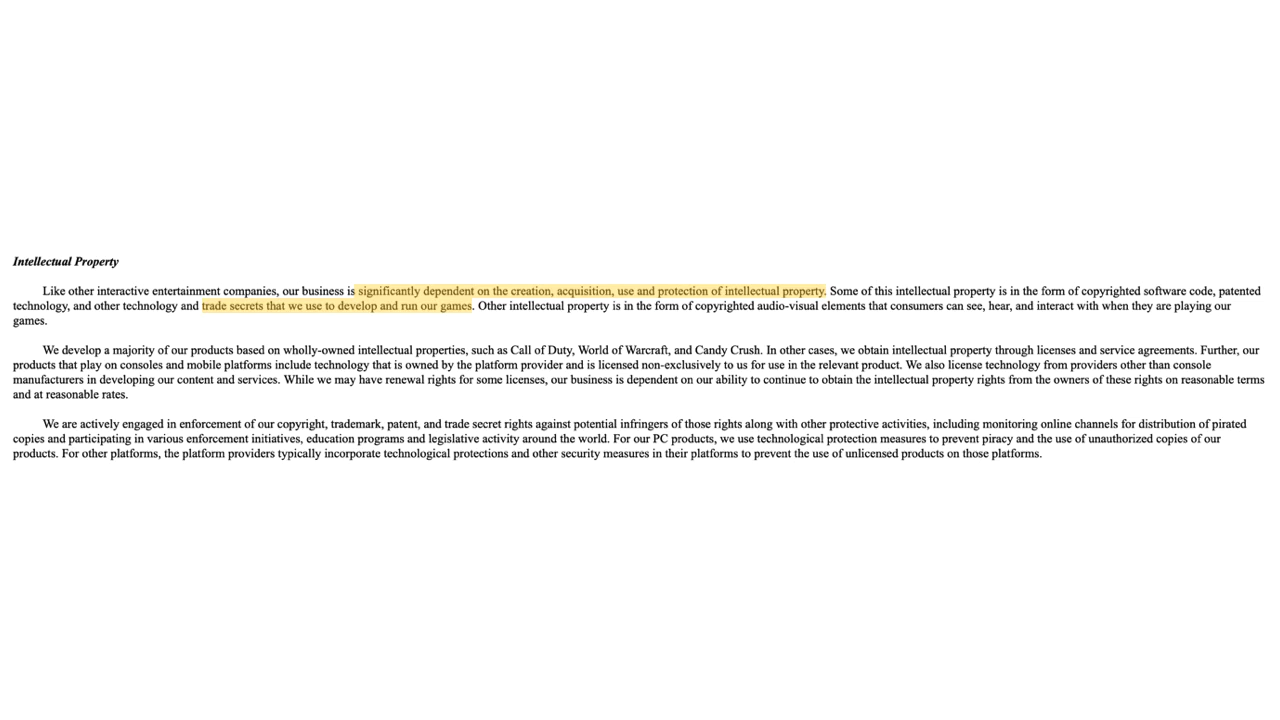 Intellectual Property
Like other interactive entertainment companies, our business is significantly dependent on the creation, acquisition, use and protection of intellectual property. Some of this intellectual property is in the form of copyrighted software code, patented
technology, and other technology and trade secrets that we use to develop and run our games. Other intellectual property is in the form of copyrighted audio-visual elements that consumers can see, hear, and interact with when they are playing our
games.
We develop a majority of our products based on wholly-owned intellectual properties, such as Call of Duty, World of Warcraft, and Candy Crush. In other cases, we obtain intellectual property through licenses and service agreements. Further, our
products that play on consoles and mobile platforms include technology that is owned by the platform provider and is licensed non-exclusively to us for use in the relevant product. We also license technology from providers other than console
manufacturers in developing our content and services. While we may have renewal rights for some licenses, our business is dependent on our ability to continue to obtain the intellectual property rights from the owners of these rights on reasonable terms
and at reasonable rates.
We are actively engaged in enforcement of our copyright, trademark, patent, and trade secret rights against potential infringers of those rights along with other protective activities, including monitoring online channels for distribution of pirated
copies and participating in various enforcement initiatives, education programs and legislative activity around the world. For our PC products, we use technological protection measures to prevent piracy and the use of unauthorized copies of our
products. For other platforms, the platform providers typically incorporate technological protections and other security measures in their platforms to prevent the use of unlicensed products on those platforms.